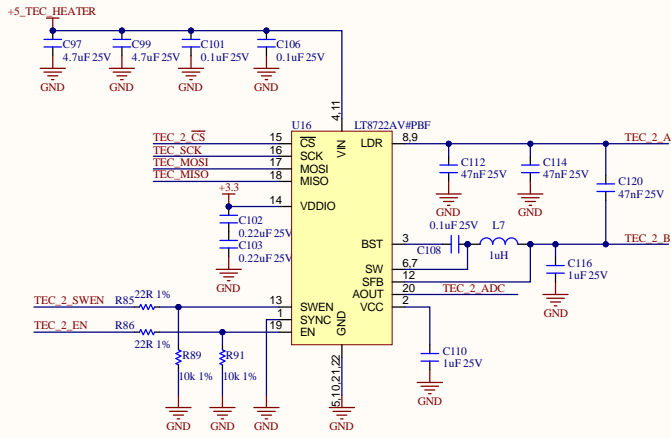 +5_TEC_HEATER
C97
4.7uF 25V
C99
4.7uF 25V
C101
0.1uF 25V
C106
0.1uF 25V
GND
GND
GND
GND
U16
LT8722AV#PBF
4,11
VIN
TEC_2_CS
15
CS
TEC_SCK
16
SCK
TEC_MOSI
17
MOSI
TEC_MISO
18
MISO
LDR
8,9
TEC_2_A
C112
47nF 25V
C114
47nF 25V
C120
47nF 25V
GND
GND
+3.3
14
VDDIO
C102
0.22uF 25V
C103
0.22uF 25V
GND
0.1uF 25V
L7
BST
3
C108
1uH
TEC_2_B
SW
6,7
SFB
12
C116
1uF 25V
GND
AOUT
20
TEC_2_ADC
VCC
2
TEC_2_SWEN
R85
22R 1%
13
SWEN
1
SYNC
TEC_2_EN
R86
22R 1%
19
EN
GND
R89
10k 1%
R91
10k 1%
C110
1uF 25V
GND
5,10,21,22
GND
GND
GND
GND